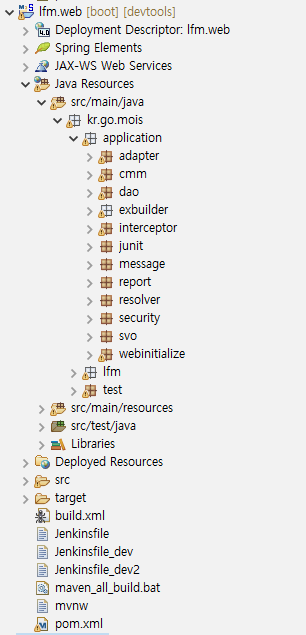 lfm.web [boot] [devtools]
Deployment Descriptor: lfm.web
Spring Elements
JAX-WS Web Services
Java Resources
src/main/java
kr.go.mois
application
adapter
cmm
dao
exbuilder
interceptor
junit
message
report
resolver
security
svo
webinitialize
lfm
test
src/main/resources
src/test/java
Libraries
Deployed Resources
src
target
build.xml
Jenkinsfile
Jenkinsfile_dev
Jenkinsfile_dev2
maven_all_build.bat
mvnw
pom.xml